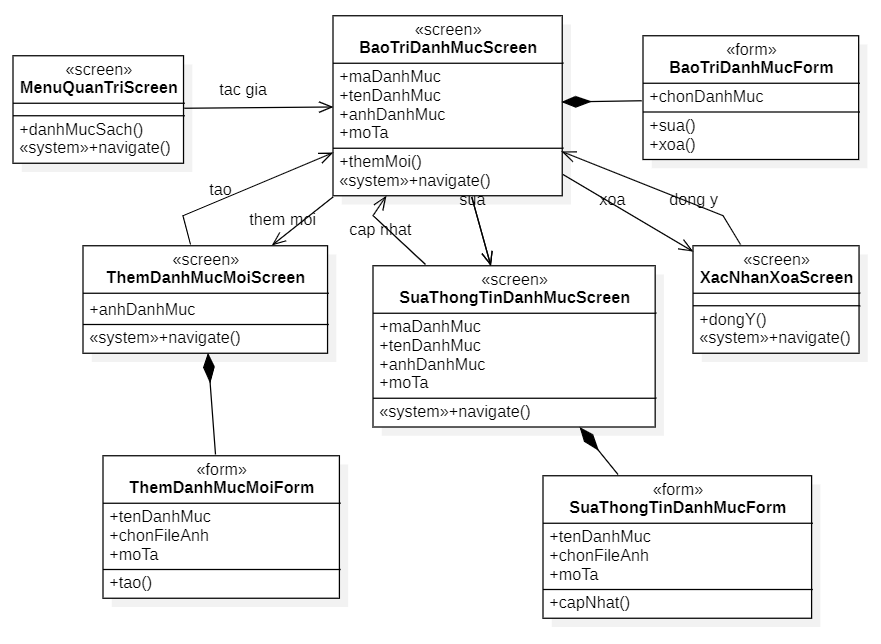 «screen»
BaoTriDanhMucScreen
+maDanhMuc
+tenDanhMuc
+anhDanhMuc
+moTa
+themMoi()
«system»+navigate()
«form»
BaoTriDanhMucForm
+chonDanhMuc
+sua()
+xoa()
«screen»
MenuQuanTriScreen
+danhMucSach()
«system»+navigate()
tac gia
tao
them moi
cap nhat
sua
xoa
dong y
«screen»
ThemDanhMucMoiScreen
+anhDanhMuc
«system»+navigate()
«screen»
SuaThongTinDanhMucScreen
+maDanhMuc
+tenDanhMuc
+anhDanhMuc
+moTa
«system»+navigate()
«screen»
XacNhanXoaScreen
+dongY()
«system»+navigate()
«form»
ThemDanhMucMoiForm
+tenDanhMuc
+chonFileAnh
+moTa
+tao()
«form»
SuaThongTinDanhMucForm
+tenDanhMuc
+chonFileAnh
+moTa
+capNhat()